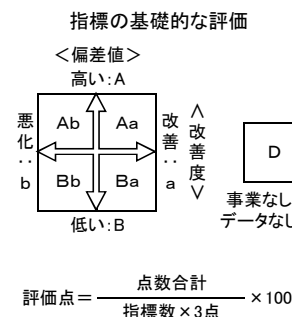 指標の基礎的な評価
＜偏差値＞
高い：A
悪化：b
Ab
Aa
Bb
Ba
改善：a
＜改善度＞
低い：B
D
事業なし
データなし
評価点＝ 点数合計 ×100
指標数×3点